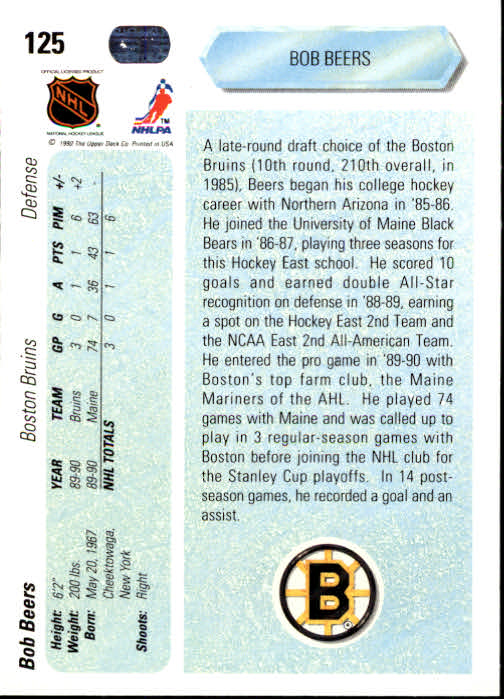 125
OFFICIAL LICENSED PRODUCT
NHL
NATIONAL HOCKEY LEAGUE
TM
NHLPA
© 1990 The Upper Deck Co. Printed in USA
BOB BEERS
A late-round draft choice of the Boston
Bruins (10th round, 210th overall, in
1985), Beers began his college hockey
career with Northern Arizona in '85-86.
He joined the University of Maine Black
Bears in '86-87, playing three seasons for
this Hockey East school. He scored 10
goals and earned double All-Star
recognition on defense in '88-89, earning
a spot on the Hockey East 2nd Team and
the NCAA East 2nd All-American Team.
He entered the pro game in '89-90 with
Boston's top farm club, the Maine
Mariners of the AHL. He played 74
games with Maine and was called up to
play in 3 regular-season games with
Boston before joining the NHL club for
the Stanley Cup playoffs. In 14 post-
season games, he recorded a goal and an
assist.
B
®
Bob Beers Boston Bruins Defense
Height: 6'2"
Weight: 200 lbs.
Born: May 20, 1967
Cheektowaga,
New York
Shoots: Right
YEAR TEAM GP G A PTS PIM +/-
89-90 Bruins 3 0 1 1 6 +2
89-90 Maine 74 7 36 43 63 -
NHL TOTALS 3 0 1 1 6